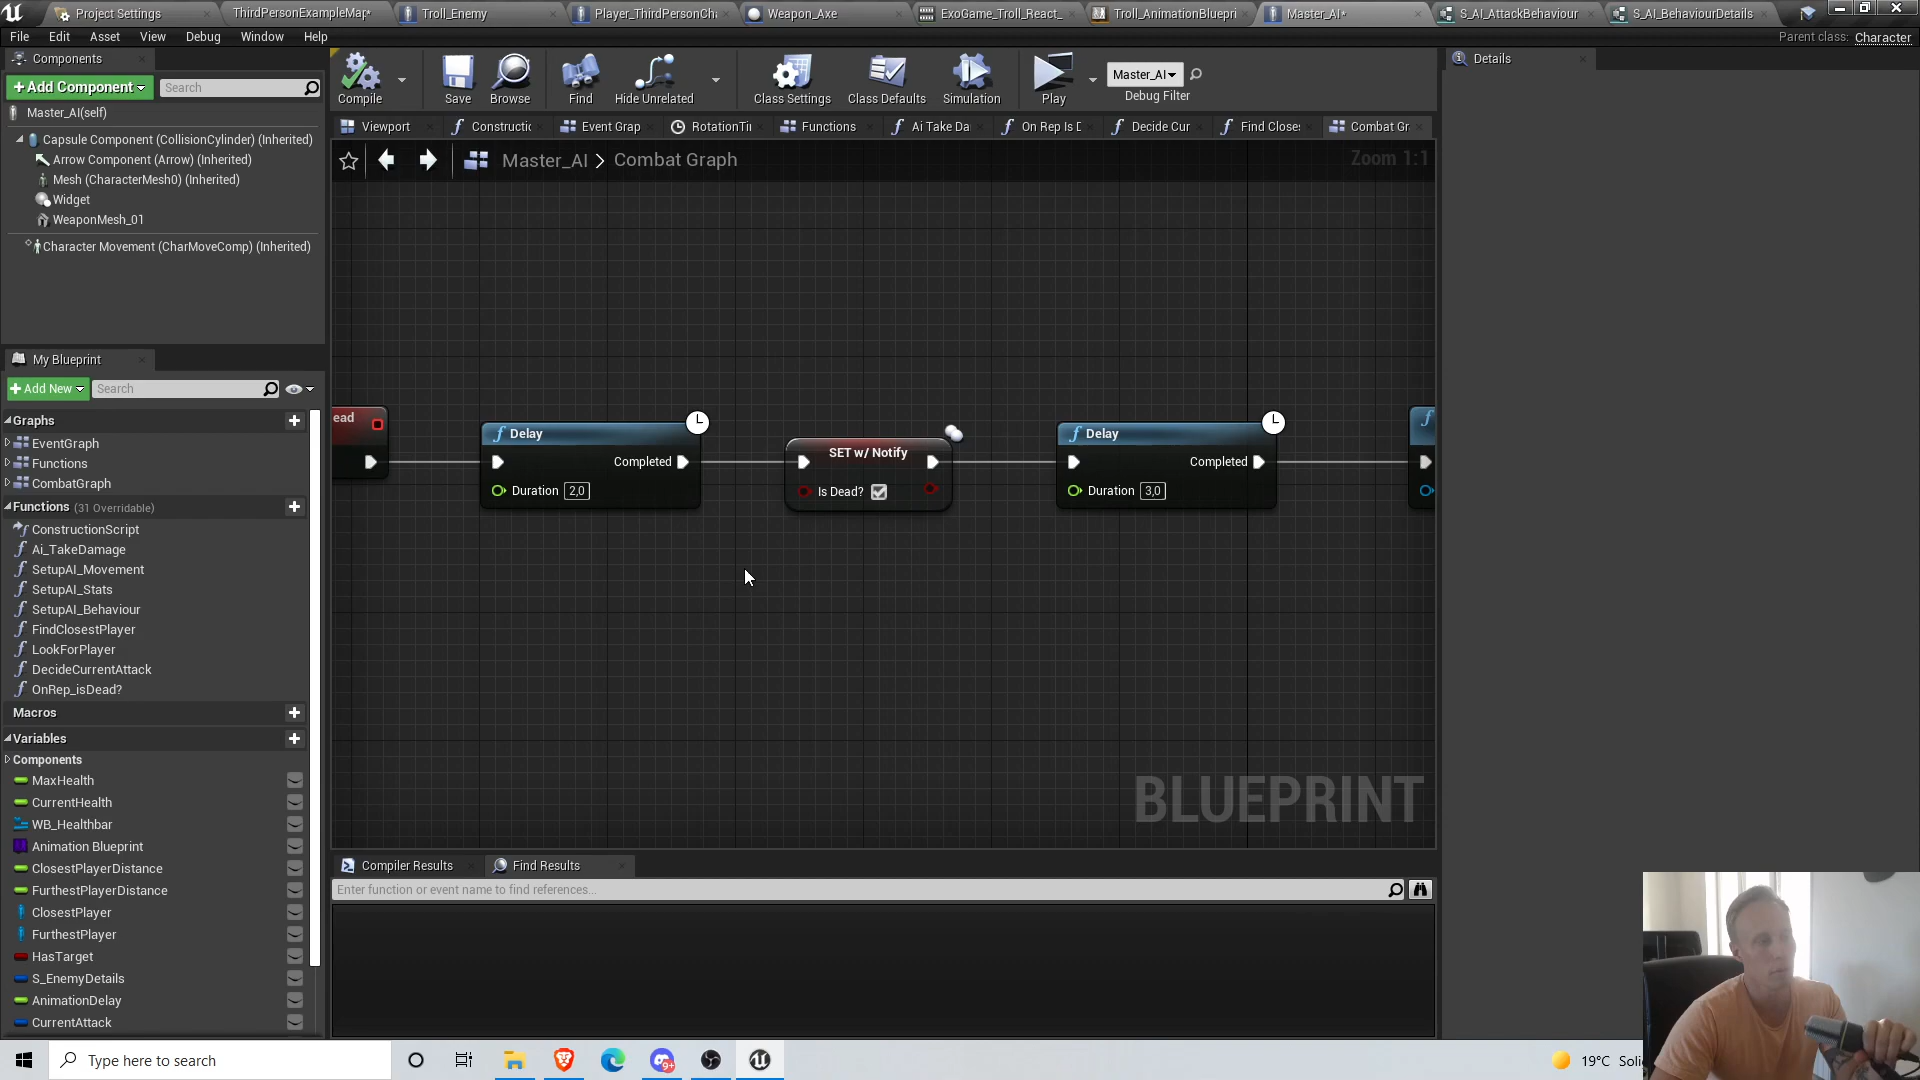 Project Settings
ThirdPersonExampleMap*
Troll_Enemy
Player_ThirdPersonCh
Weapon_Axe
ExoGame_Troll_React_
Troll_AnimationBluepri
Master_AI*
S_AI_AttackBehaviour
S_AI_BehaviourDetails
File Edit Asset View Window Debug Help
Parent class: Character
Components
+Add Component
Search
Master_AI(self)
Capsule Component (CollisionCylinder) (Inherited)
Arrow Component (Arrow) (Inherited)
Mesh (CharacterMesh0) (Inherited)
Widget
WeaponMesh_01
Character Movement (CharMoveComp) (Inherited)
Compile
Save
Browse
Find
Hide Unrelated
Class Settings
Class Defaults
Simulation
Play
Master_AI
Debug Filter
Details
Viewport
Constructic
Event Grap
RotationTii
Functions
Ai Take Da
On Rep Is D
Decide Cur
Find Closes
Combat Gr
Master_AI > Combat Graph
Zoom 1:1
ead
Delay
Completed
Duration 2,0
SET w/ Notify
Is Dead?
Delay
Completed
Duration 3,0
BLUEPRINT
My Blueprint
+Add New
Search
Graphs
EventGraph
Functions
CombatGraph
Functions (31 Overridable)
ConstructionScript
Ai_TakeDamage
SetupAI_Movement
SetupAI_Stats
SetupAI_Behaviour
FindClosestPlayer
LookForPlayer
DecideCurrentAttack
OnRep_isDead?
Macros
Variables
Components
MaxHealth
CurrentHealth
WB_Healthbar
Animation Blueprint
ClosestPlayerDistance
FurthestPlayerDistance
ClosestPlayer
FurthestPlayer
HasTarget
S_EnemyDetails
AnimationDelay
CurrentAttack
Compiler Results
Find Results
Enter function or event name to find references...
Type here to search
9+
19°C Soli